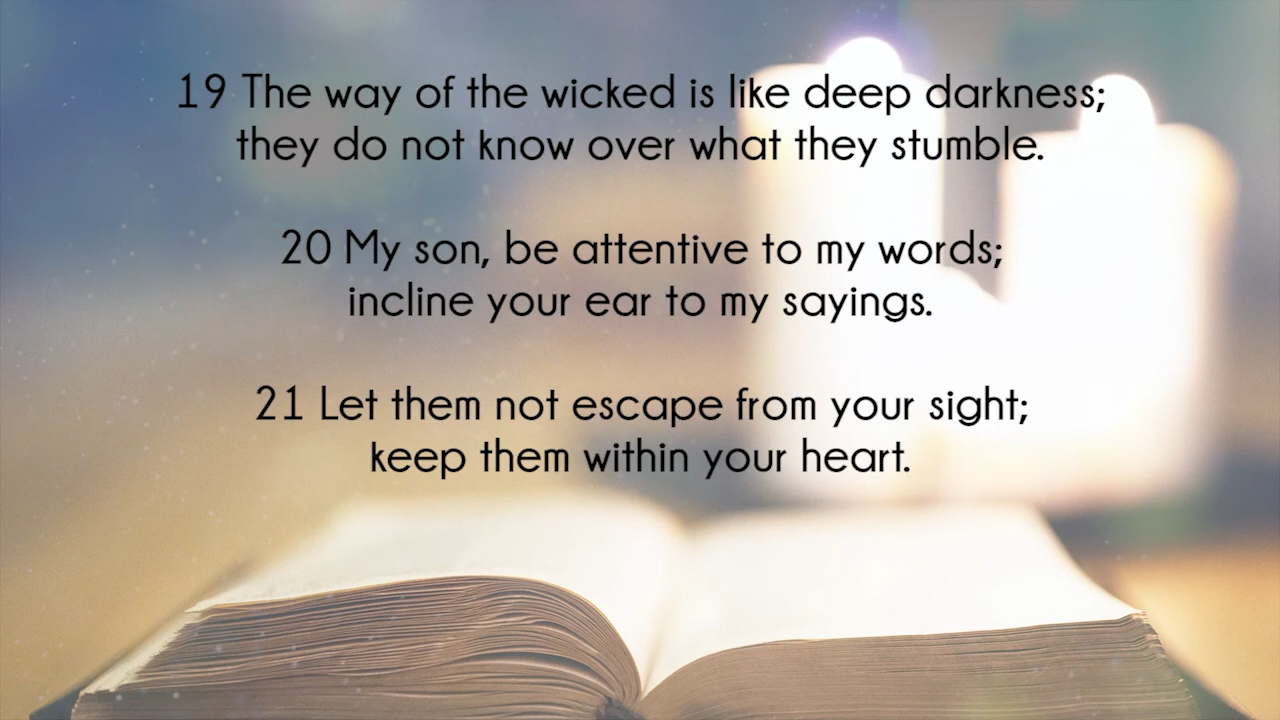 19 The way of the wicked is like deep darkness;
they do not know over what they stumble.
20 My son, be attentive to my words;
incline your ear to my sayings.
21 Let them not escape from your sight;
keep them within your heart.